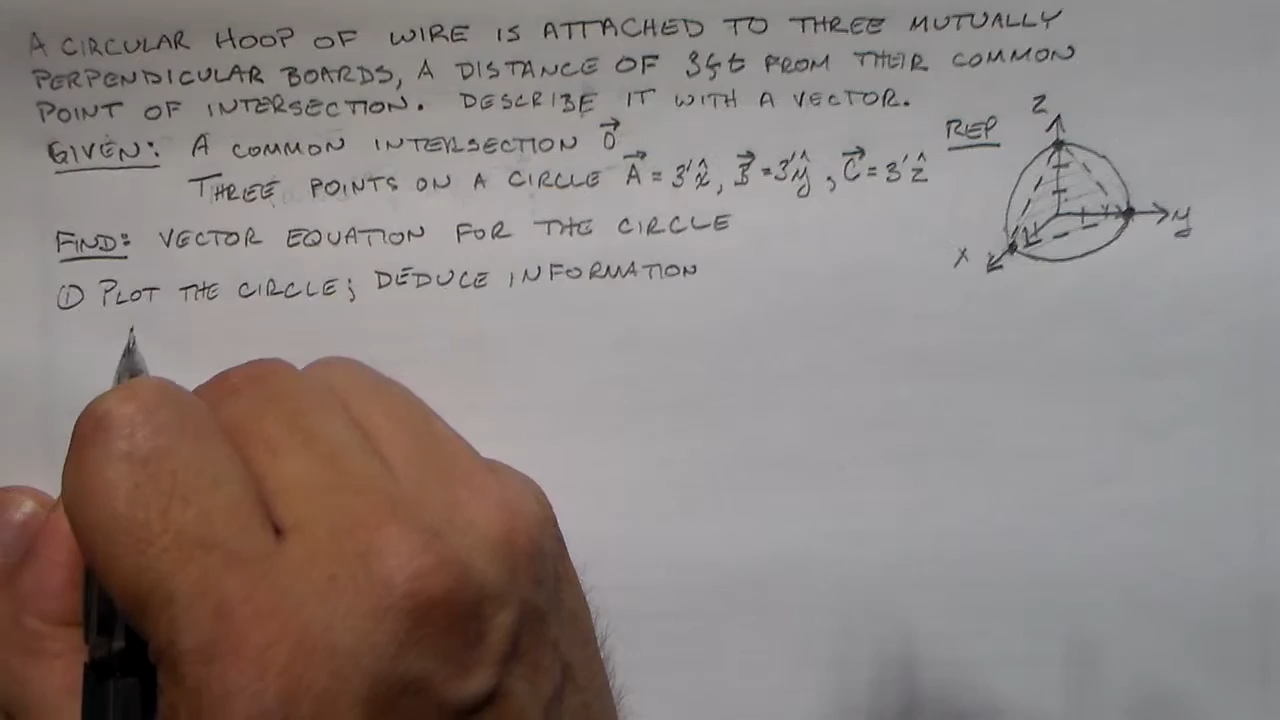 A CIRCULAR HOOP OF WIRE IS ATTACHED TO THREE MUTUALLY
PERPENDICULAR BOARDS, A DISTANCE OF 3ft FROM THEIR COMMON
POINT OF INTERSECTION. DESCRIBE IT WITH A VECTOR.
GIVEN: A COMMON INTERSECTION O⃗
THREE POINTS ON A CIRCLE A⃗ = 3'x̂, B⃗ = 3'ŷ, C⃗ = 3'ẑ
REP
Z
y
X
FIND: VECTOR EQUATION FOR THE CIRCLE
① PLOT THE CIRCLE; DEDUCE INFORMATION